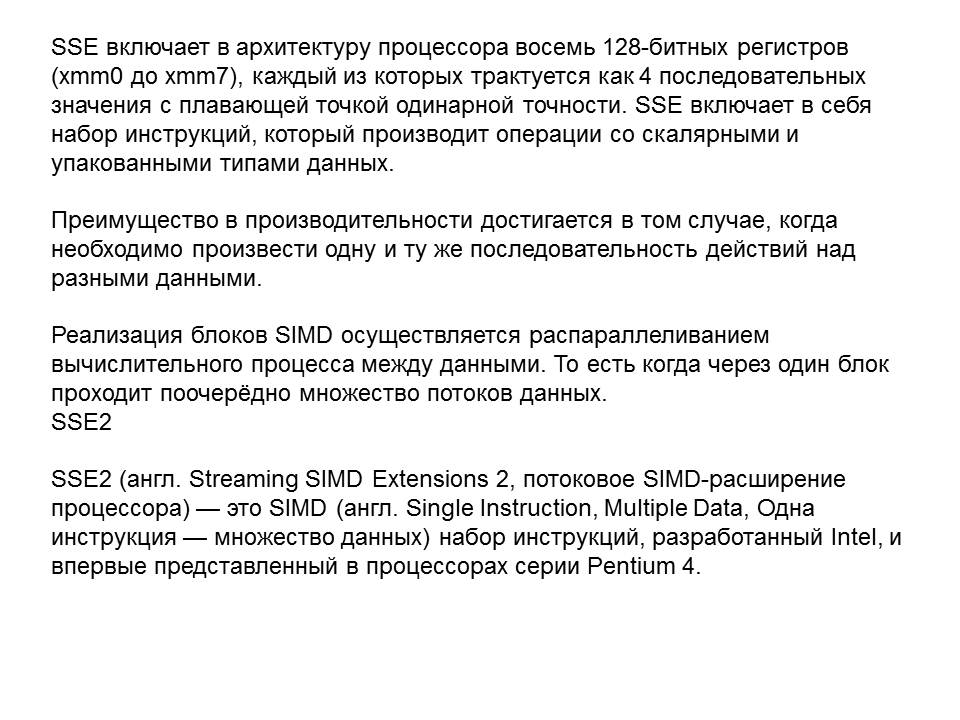 SSE включает в архитектуру процессора восемь 128-битных регистров
(xmm0 до xmm7), каждый из которых трактуется как 4 последовательных
значения с плавающей точкой одинарной точности. SSE включает в себя
набор инструкций, который производит операции со скалярными и
упакованными типами данных.
Преимущество в производительности достигается в том случае, когда
необходимо произвести одну и ту же последовательность действий над
разными данными.
Реализация блоков SIMD осуществляется распараллеливанием
вычислительного процесса между данными. То есть когда через один блок
проходит поочерёдно множество потоков данных.
SSE2
SSE2 (англ. Streaming SIMD Extensions 2, потоковое SIMD-расширение
процессора) — это SIMD (англ. Single Instruction, Multiple Data, Одна
инструкция — множество данных) набор инструкций, разработанный Intel, и
впервые представленный в процессорах серии Pentium 4.